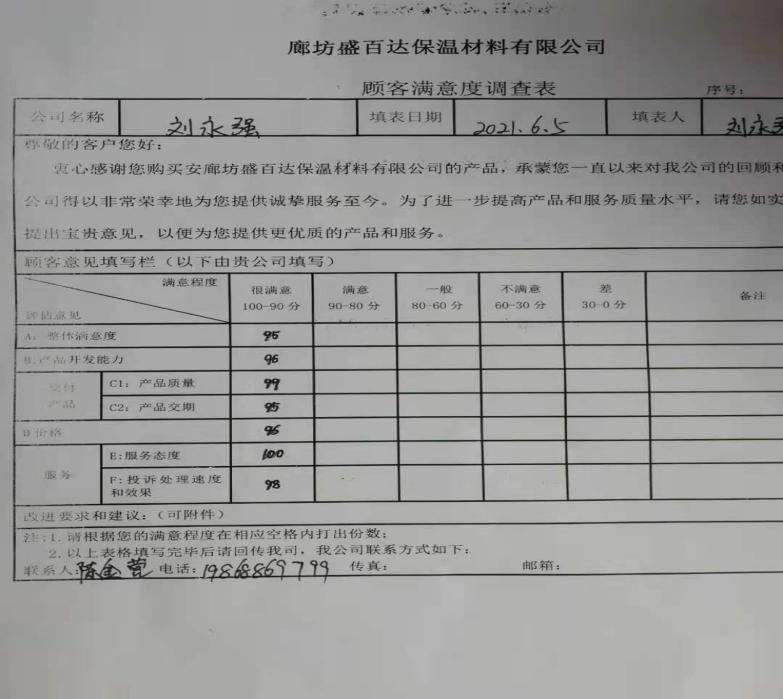 廊坊盛百达保温材料有限公司
顾客满意度调查表
序号：
公司名称 刘永强 填表日期 2021.6.5 填表人 刘永
尊敬的客户您好：
衷心感谢您购买安廊坊盛百达保温材料有限公司的产品，承蒙您一直以来对我公司的回顾和
公司得以非常荣幸地为您提供诚挚服务至今。为了进一步提高产品和服务质量水平，请您如实
提出宝贵意见，以便为您提供更优质的产品和服务。
顾客意见填写栏（以下由贵公司填写）
满意程度 很满意 满意 一般 不满意 差 备注
评估意见 100-90 分 90-80 分 80-60 分 60-30 分 30-0 分
A：整体满意度 95
B:产品开发能力 96
交付产品 C1：产品质量 99
C2：产品交期 95
D 价格 96
服务 E:服务态度 100
F:投诉处理速度
和效果 98
改进要求和建议：（可附件）
注:1.请根据您的满意程度在相应空格内打出份数；
2.以上表格填写完毕后请回传我司，我公司联系方式如下：
联系人 陈金莹 电话：19868869799 传真： 邮箱：